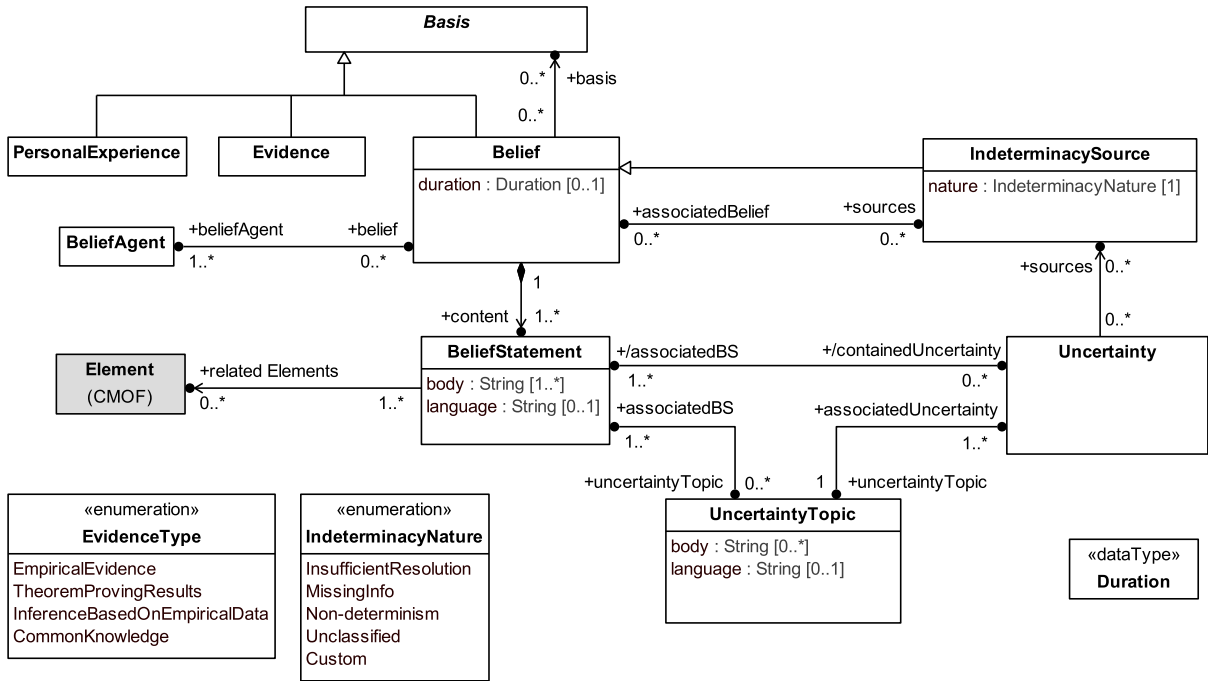 Basis
0..*
+basis
0..*
PersonalExperience
Evidence
Belief
duration : Duration [0..1]
IndeterminacySource
nature : IndeterminacyNature [1]
+associatedBelief
+sources
0..*
0..*
BeliefAgent
+beliefAgent
+belief
1..*
0..*
1
+content
1..*
+sources
0..*
0..*
Element
(CMOF)
+related Elements
0..*
1..*
BeliefStatement
body : String [1..*]
language : String [0..1]
+/associatedBS
+/containedUncertainty
1..*
0..*
Uncertainty
+associatedBS
+associatedUncertainty
1..*
1..*
+uncertaintyTopic
0..*
1
+uncertaintyTopic
UncertaintyTopic
body : String [0..*]
language : String [0..1]
«enumeration»
EvidenceType
EmpiricalEvidence
TheoremProvingResults
InferenceBasedOnEmpiricalData
CommonKnowledge
«enumeration»
IndeterminacyNature
InsufficientResolution
MissingInfo
Non-determinism
Unclassified
Custom
«dataType»
Duration